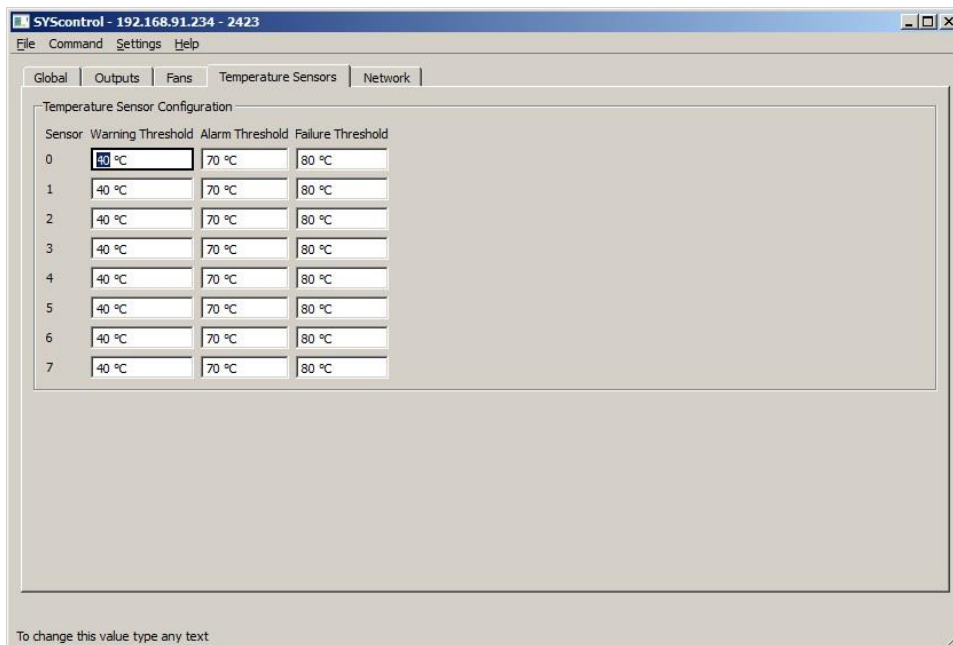 SYScontrol - 192.168.91.234 - 2423
File Command Settings Help
Global Outputs Fans Temperature Sensors Network
Temperature Sensor Configuration
Sensor Warning Threshold Alarm Threshold Failure Threshold
0 40 °C 70 °C 80 °C
1 40 °C 70 °C 80 °C
2 40 °C 70 °C 80 °C
3 40 °C 70 °C 80 °C
4 40 °C 70 °C 80 °C
5 40 °C 70 °C 80 °C
6 40 °C 70 °C 80 °C
7 40 °C 70 °C 80 °C
To change this value type any text